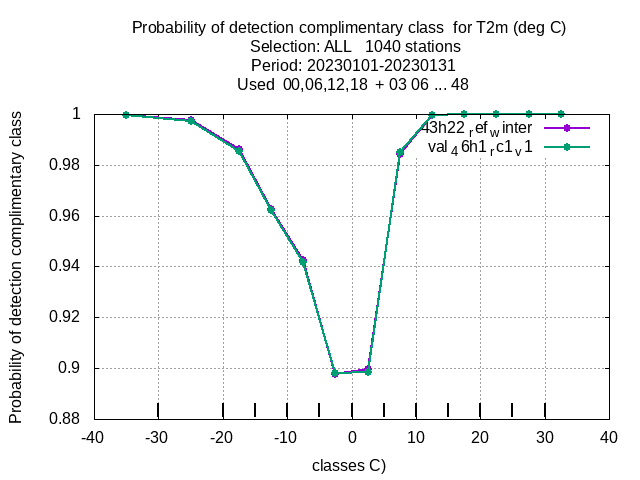 Probability of detection complimentary class  for T2m (deg C)
Selection: ALL   1040 stations
Period: 20230101-20230131
Used  00,06,12,18  + 03 06 ... 48
43h22 r ef w inter
val 4 6h1 r c1 v 1
Probability of detection complimentary class
1
0.98
0.96
0.94
0.92
0.9
0.88
-40 -30 -20 -10 0 10 20 30 40
classes C)